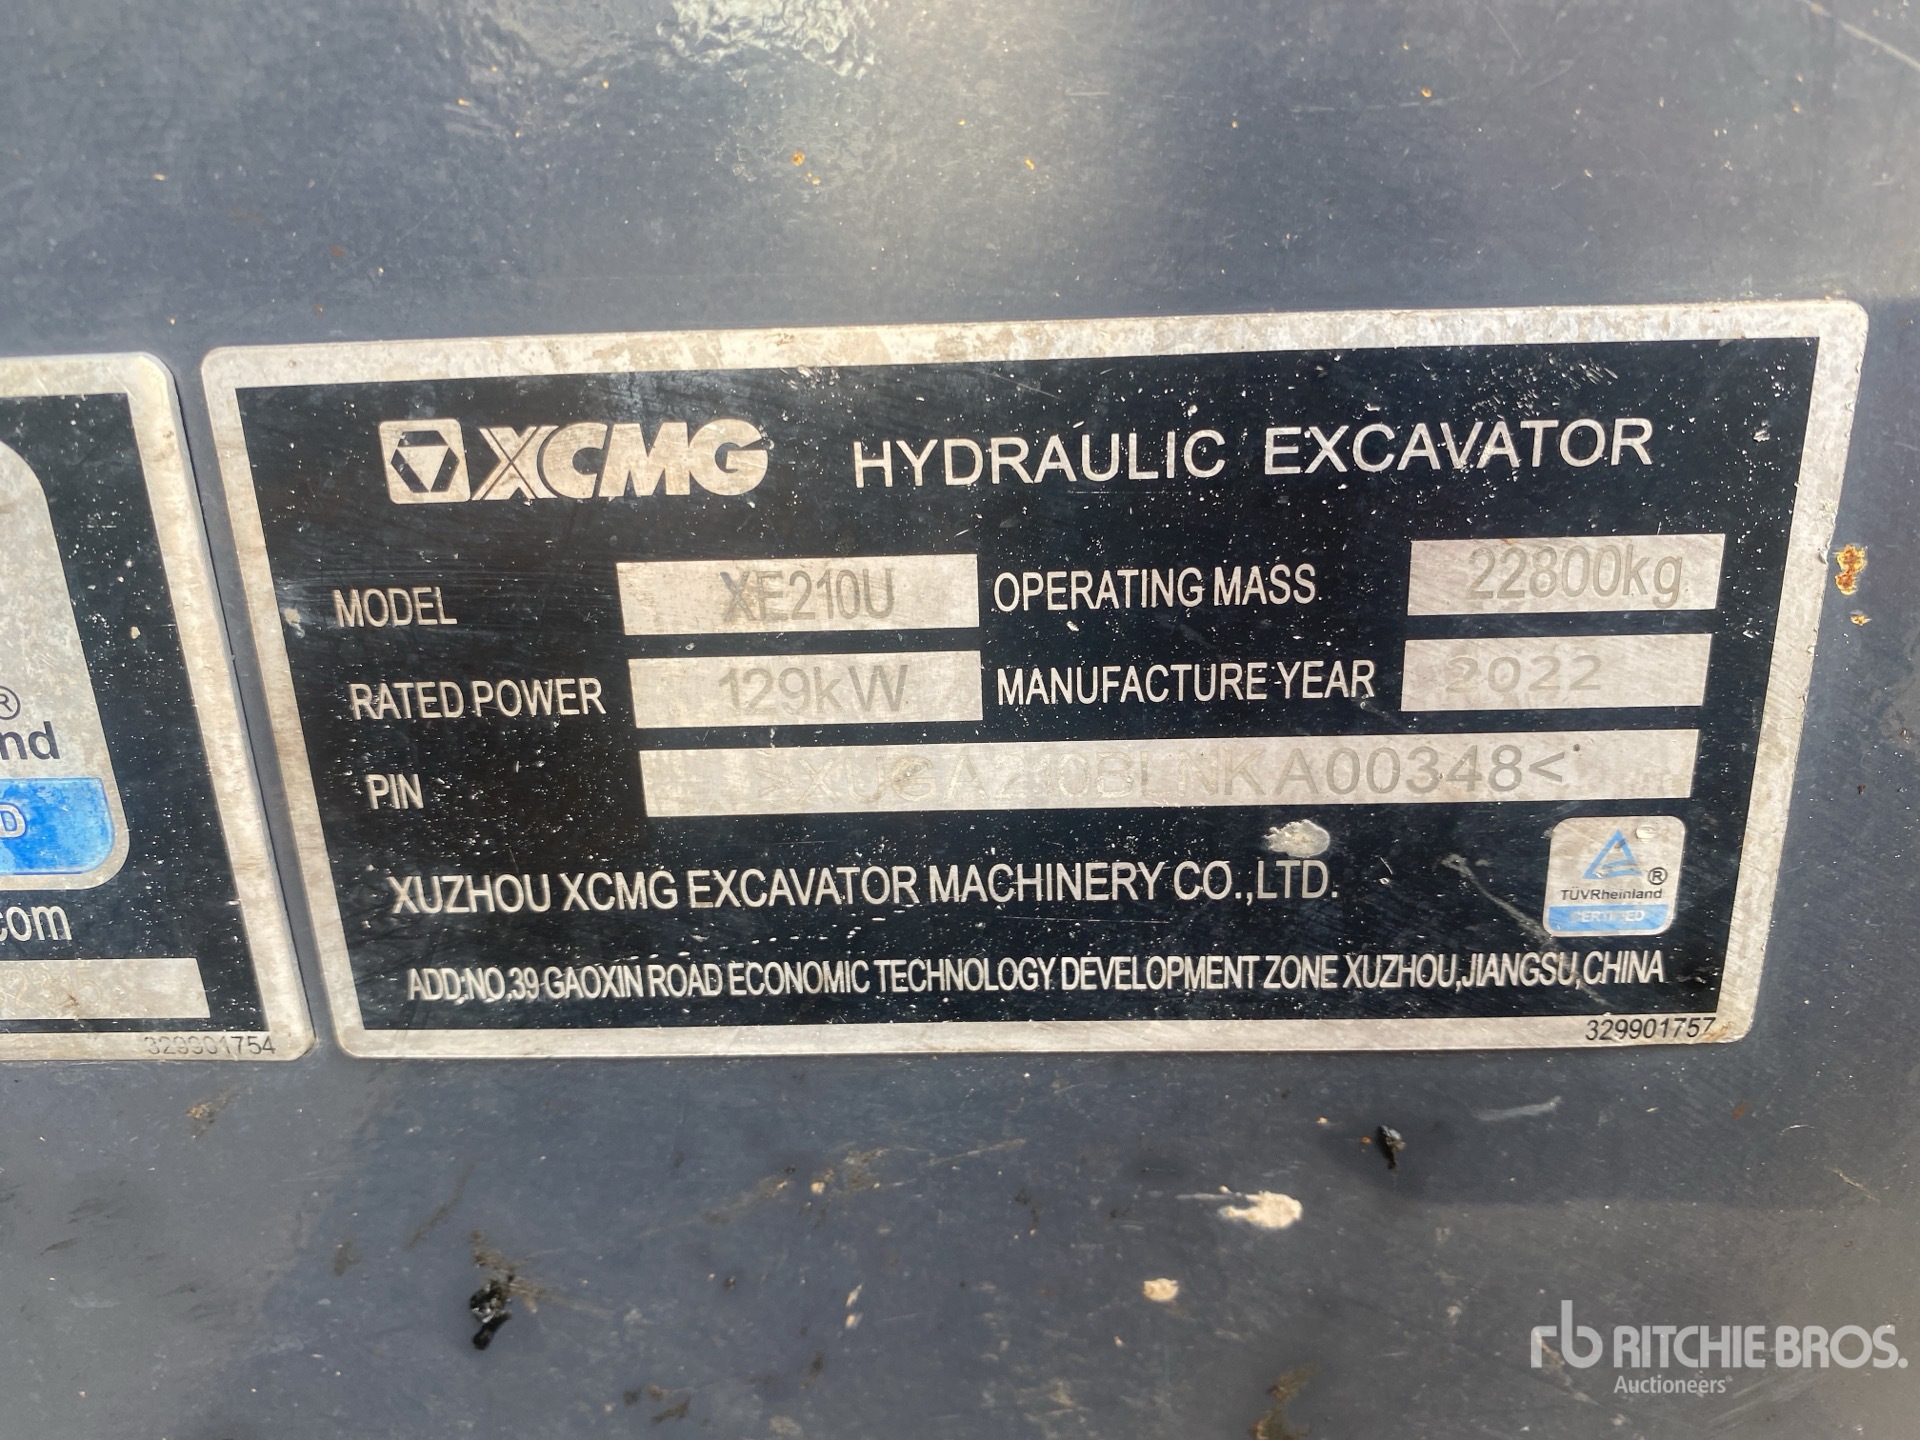 XCMG HYDRAULIC EXCAVATOR
MODEL XE210U OPERATING MASS 22800kg
RATED POWER 129kW MANUFACTURE YEAR 2022
PIN >XUGA210BLNKA00348<
XUZHOU XCMG EXCAVATOR MACHINERY CO.,LTD.
TÜVRheinland ®
CERTIFIED
ADD:NO.39 GAOXIN ROAD ECONOMIC TECHNOLOGY DEVELOPMENT ZONE XUZHOU,JIANGSU,CHINA
329901757
®
nd
D
com
329901754
rb RITCHIE BROS.
Auctioneers